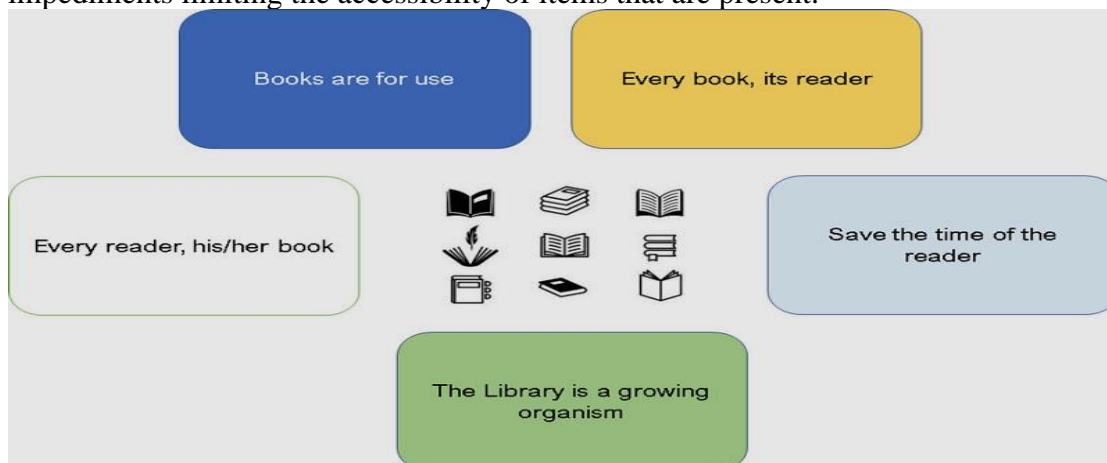 impediments limiting the accessibility of items that are present.
Books are for use
Every book, its reader
Every reader, his/her book
Save the time of the
reader
The Library is a growing
organism